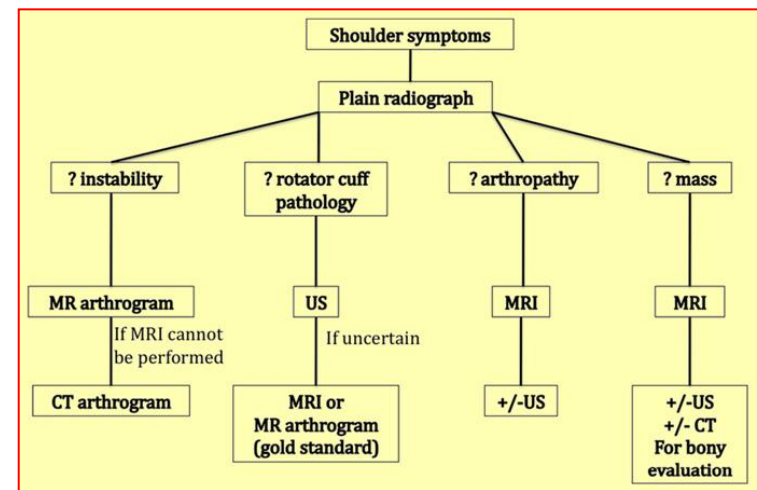 Shoulder symptoms
Plain radiograph
? instability
? rotator cuff
pathology
? arthropathy
? mass
MR arthrogram
US
MRI
MRI
If MRI cannot
be performed
If uncertain
CT arthrogram
MRI or
MR arthrogram
(gold standard)
+/-US
+/-US
+/- CT
For bony
evaluation